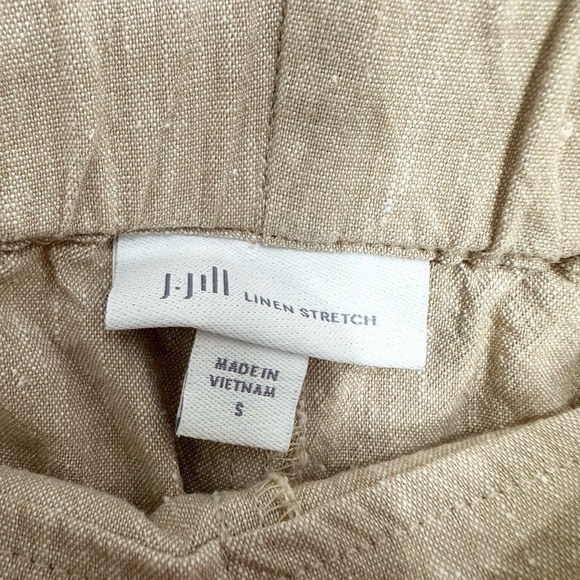 J.Jill LINEN STRETCH
MADE IN
VIETNAM
S